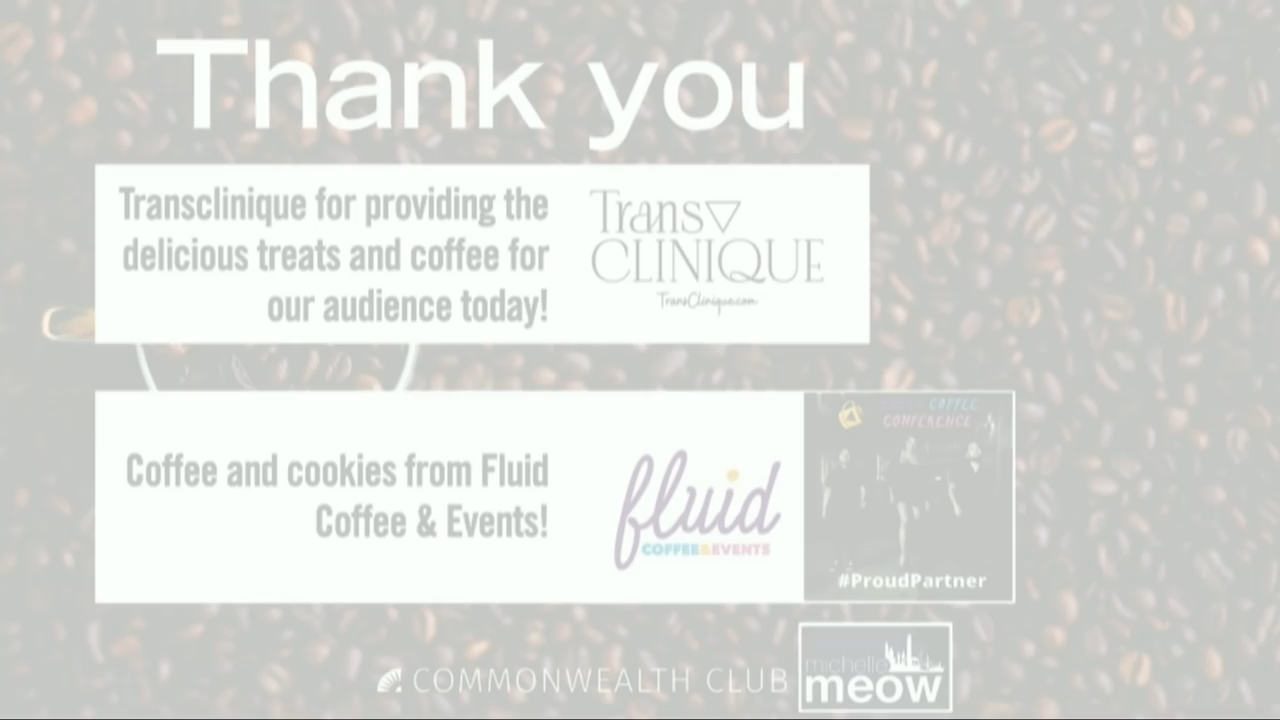 Thank you
Transclinique for providing the
delicious treats and coffee for
our audience today!
Trans
CLINIQUE
TransClinique.com
Coffee and cookies from Fluid
Coffee & Events!
fluid
COFFEE&EVENTS
COFFEE
CONFERENCE
#ProudPartner
COMMONWEALTH CLUB
michelle
meow